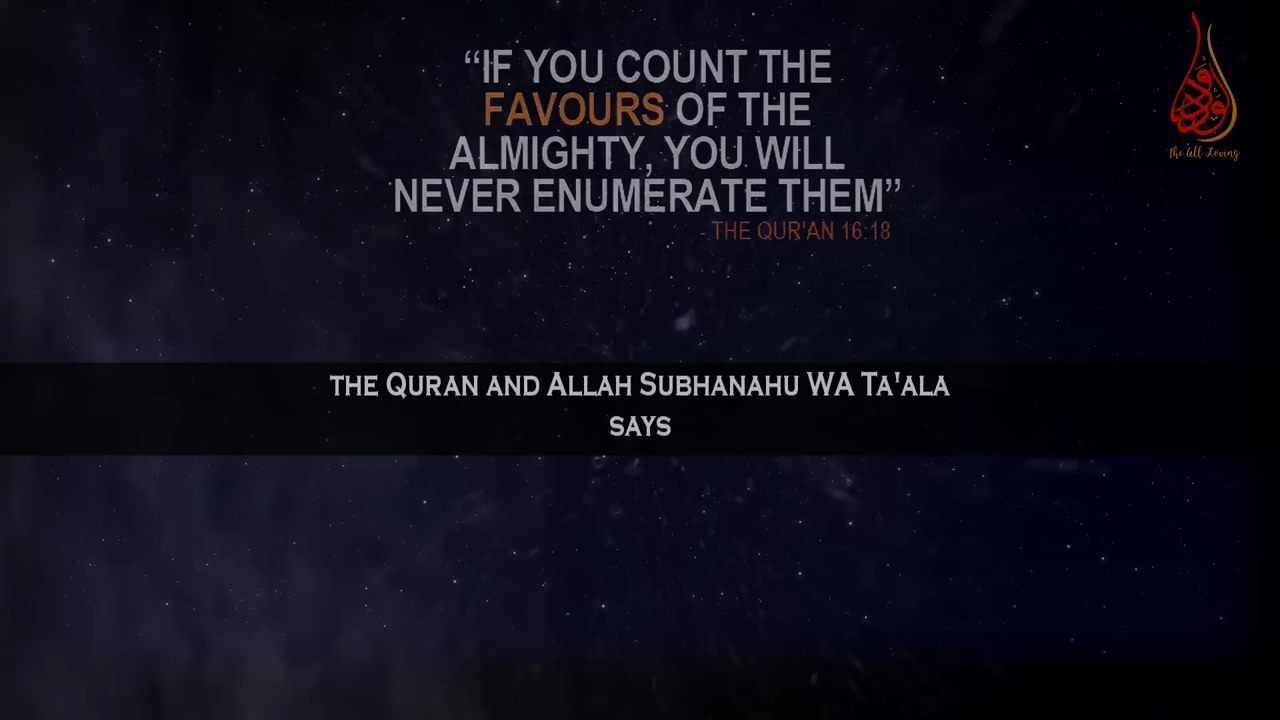 “IF YOU COUNT THE
FAVOURS OF THE
ALMIGHTY, YOU WILL
NEVER ENUMERATE THEM”
- THE QUR'AN 16:18
The All Loving
THE QURAN AND ALLAH SUBHANAHU WA TA'ALA
SAYS